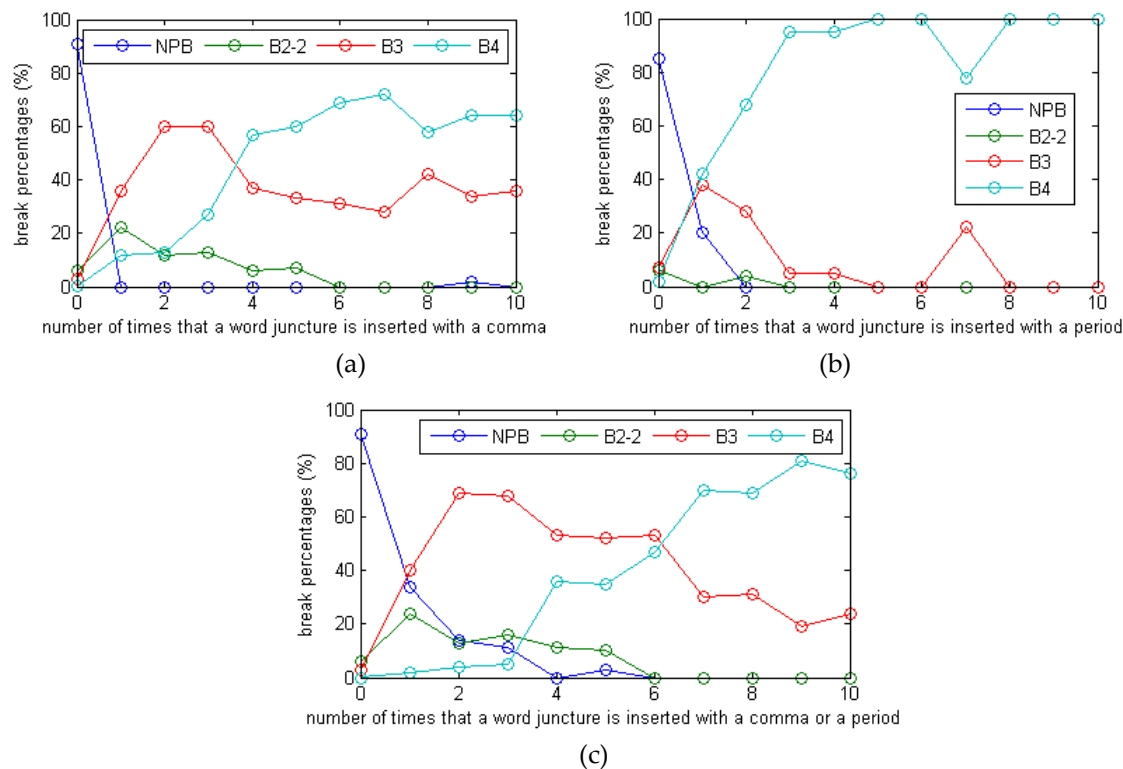 100
80
60
40
20
0
break percentages (%)
NPB B2-2 B3 B4
0 2 4 6 8 10
number of times that a word juncture is inserted with a comma
(a)
100
80
60
40
20
0
break percentages (%)
NPB
B2-2
B3
B4
0 2 4 6 8 10
number of times that a word juncture is inserted with a period
(b)
100
80
60
40
20
0
break percentages (%)
NPB B2-2 B3 B4
0 2 4 6 8 10
number of times that a word juncture is inserted with a comma or a period
(c)